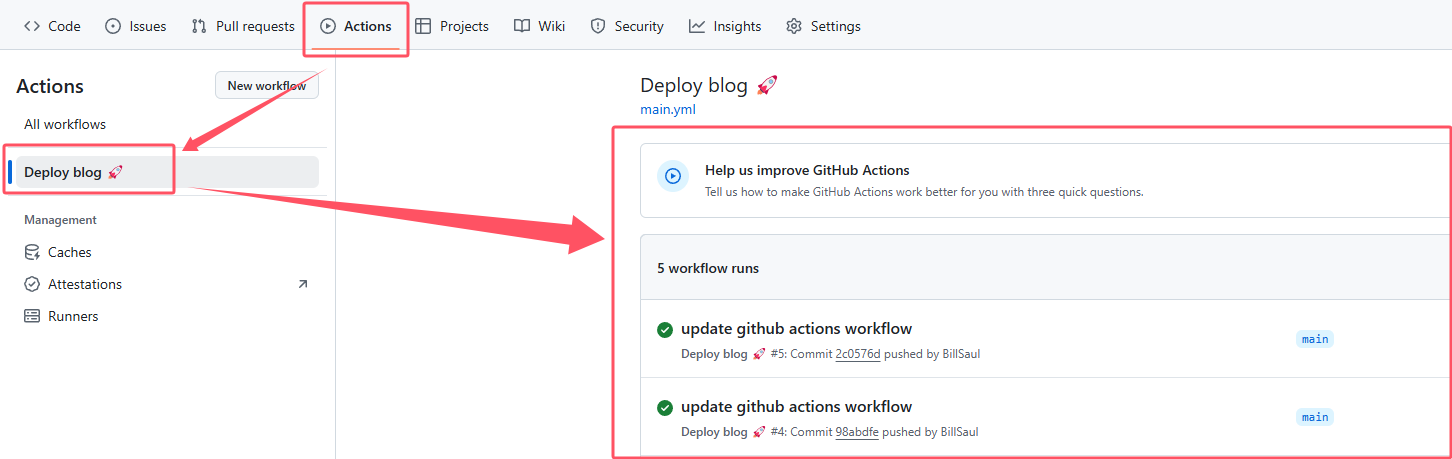 Code Issues Pull requests Actions Projects Wiki Security Insights Settings
Actions
New workflow
All workflows
Deploy blog 🚀
Management
Caches
Attestations
Runners
Deploy blog 🚀
main.yml
Help us improve GitHub Actions
Tell us how to make GitHub Actions work better for you with three quick questions.
5 workflow runs
update github actions workflow
main
Deploy blog 🚀 #5: Commit 2c0576d pushed by BillSaul
update github actions workflow
main
Deploy blog 🚀 #4: Commit 98abdfe pushed by BillSaul